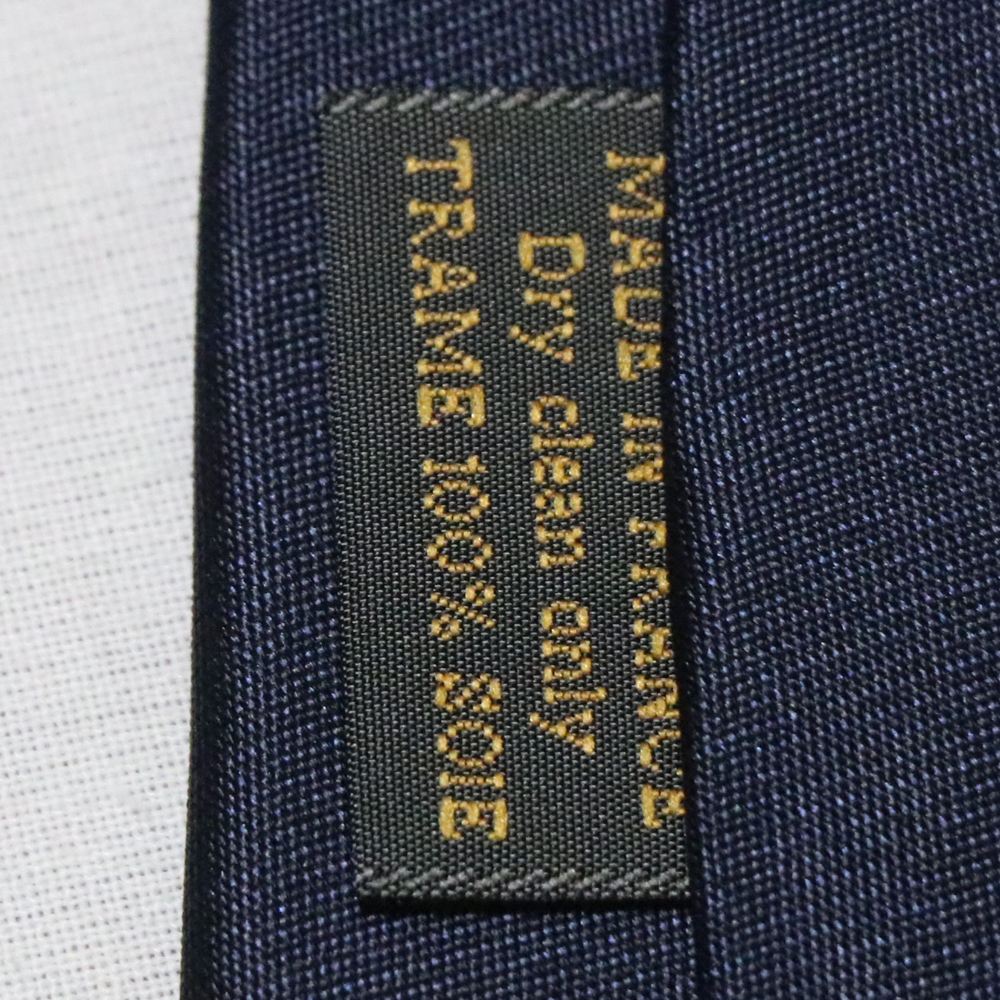 MADE IN FRANCE
Dry clean only
TRAME 100% SOIE